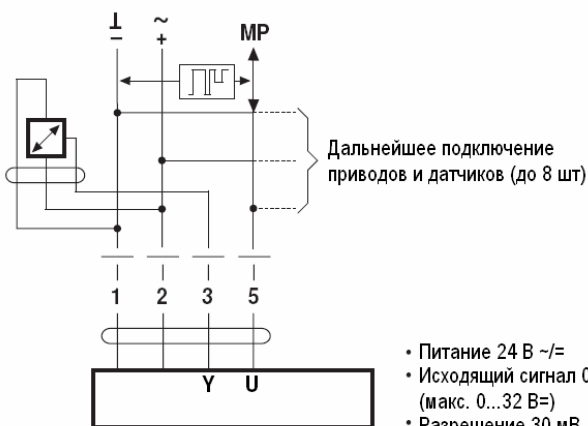 ⊥ ~
− + MP
Дальнейшее подключение
приводов и датчиков (до 8 шт)
1 2 3 5
Y U
• Питание 24 В ~/=
• Исходящий сигнал 0
(макс. 0...32 В=)
• Разрешение 30 мВ